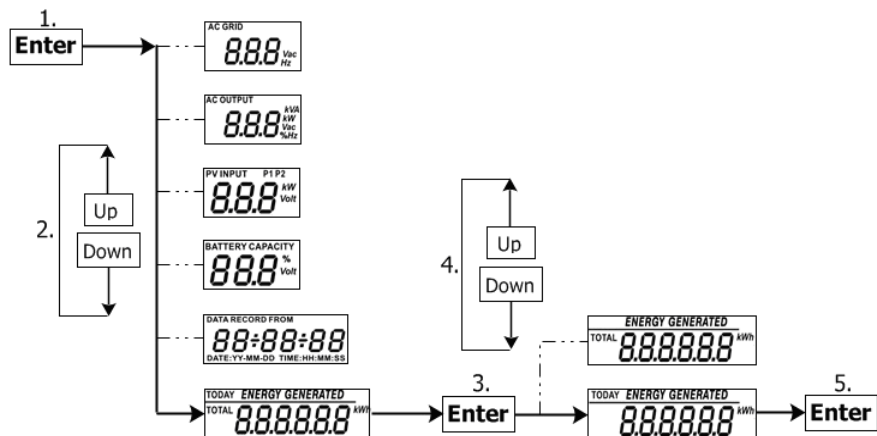 1.
Enter
AC GRID
8.8.8 Vac
Hz
AC OUTPUT
8.8.8 kVA
kW
Vac
%Hz
2.
Up
Down
PV INPUT P1 P2
8.8.8 kW
Volt
BATTERY CAPACITY
88.8 %
Volt
DATA RECORD FROM
88:88:88
DATE:YY-MM-DD TIME:HH:MM:SS
TODAY ENERGY GENERATED
TOTAL 8.8.8.8.8.8 kWh
3.
Enter
4.
Up
Down
ENERGY GENERATED
TOTAL 8.8.8.8.8.8 kWh
TODAY ENERGY GENERATED
8.8.8.8.8.8 kWh
5.
Enter